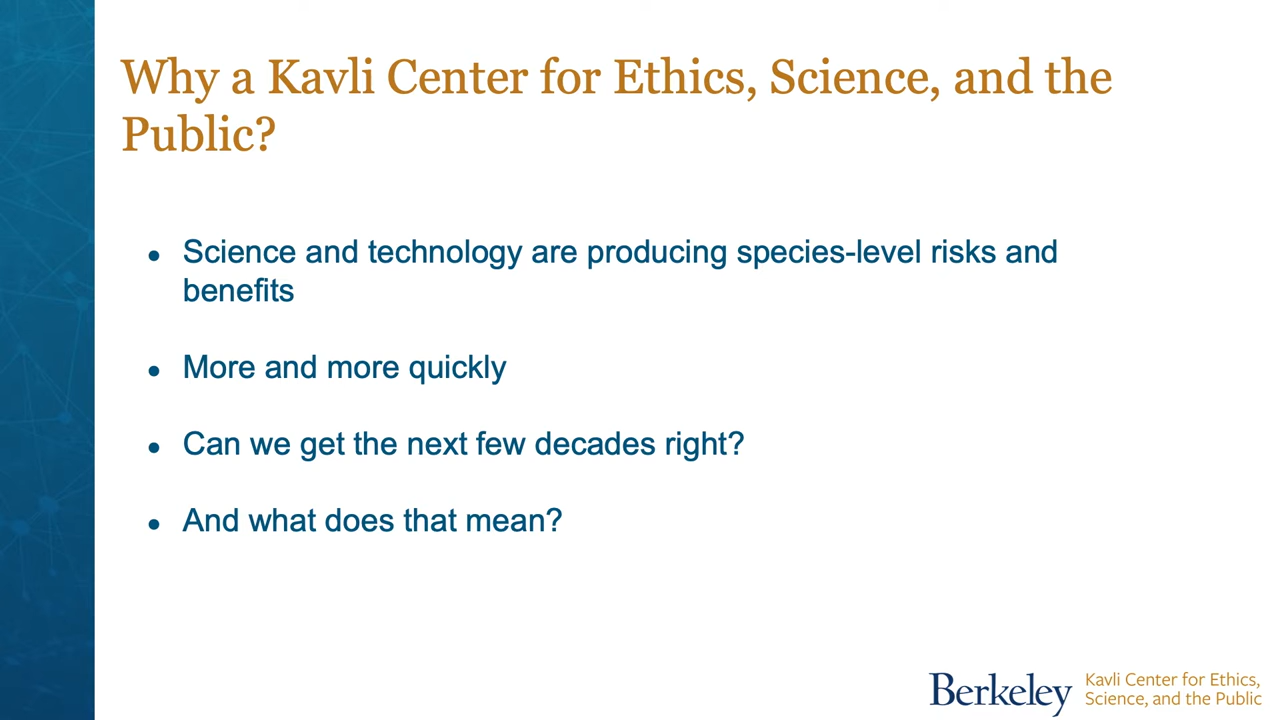 Why a Kavli Center for Ethics, Science, and the
Public?
● Science and technology are producing species-level risks and
benefits
● More and more quickly
● Can we get the next few decades right?
● And what does that mean?
Berkeley
Kavli Center for Ethics,
Science, and the Public